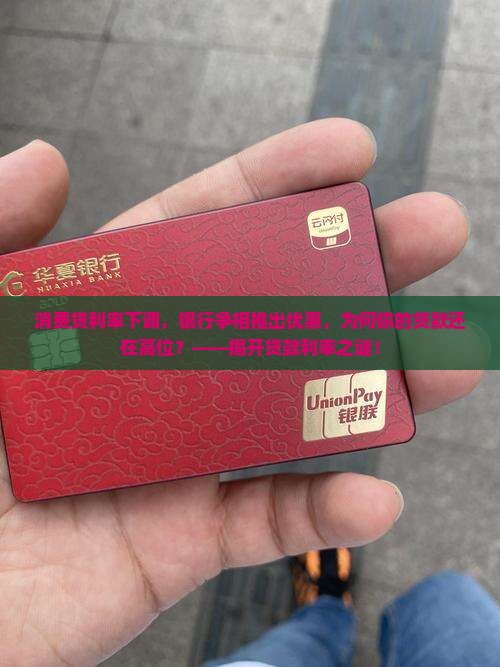 云闪付
UnionPay
华夏银行
HUAXIA BANK
GOLD
消费贷利率下调，银行争相推出优惠，为何你的贷款还
在高位？——揭开贷款利率之谜！
UnionPay
银联